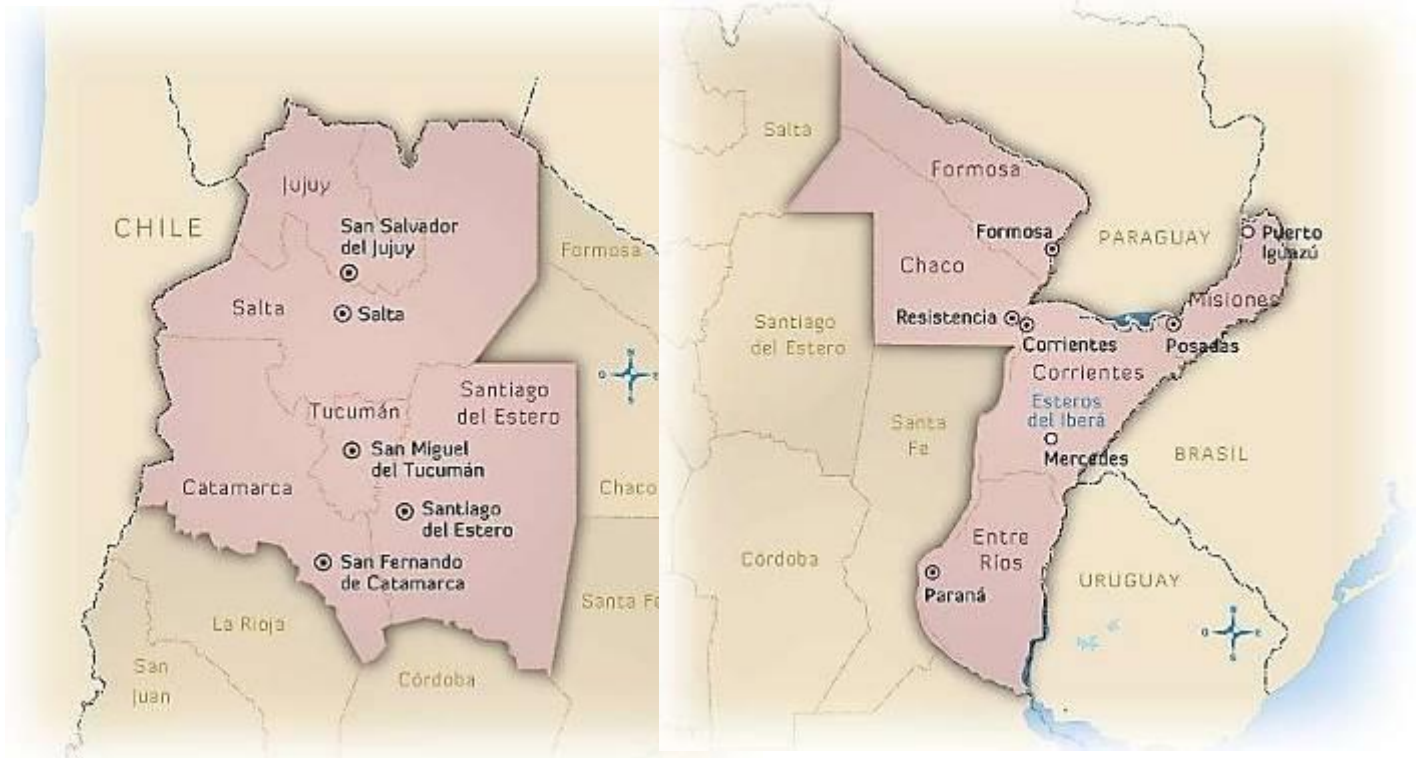 Jujuy
CHILE
San Salvador
del Jujuy
Formosa
Salta
Salta
Santiago
del Estero
Tucumán
San Miguel
del Tucumán
Catamarca
Chaco
Santiago
del Estero
San Fernando
de Catamarca
Santa Fe
La Rioja
San
Juan
Córdoba
Salta
Formosa
Formosa
PARAGUAY
Puerto
Iguazú
Chaco
Misiones
Resistencia
Corrientes
Posadas
Santiago
del Estero
Corrientes
Esteros
del Iberá
Santa
Fe
Mercedes
BRASIL
Entre
Ríos
Córdoba
Paraná
URUGUAY